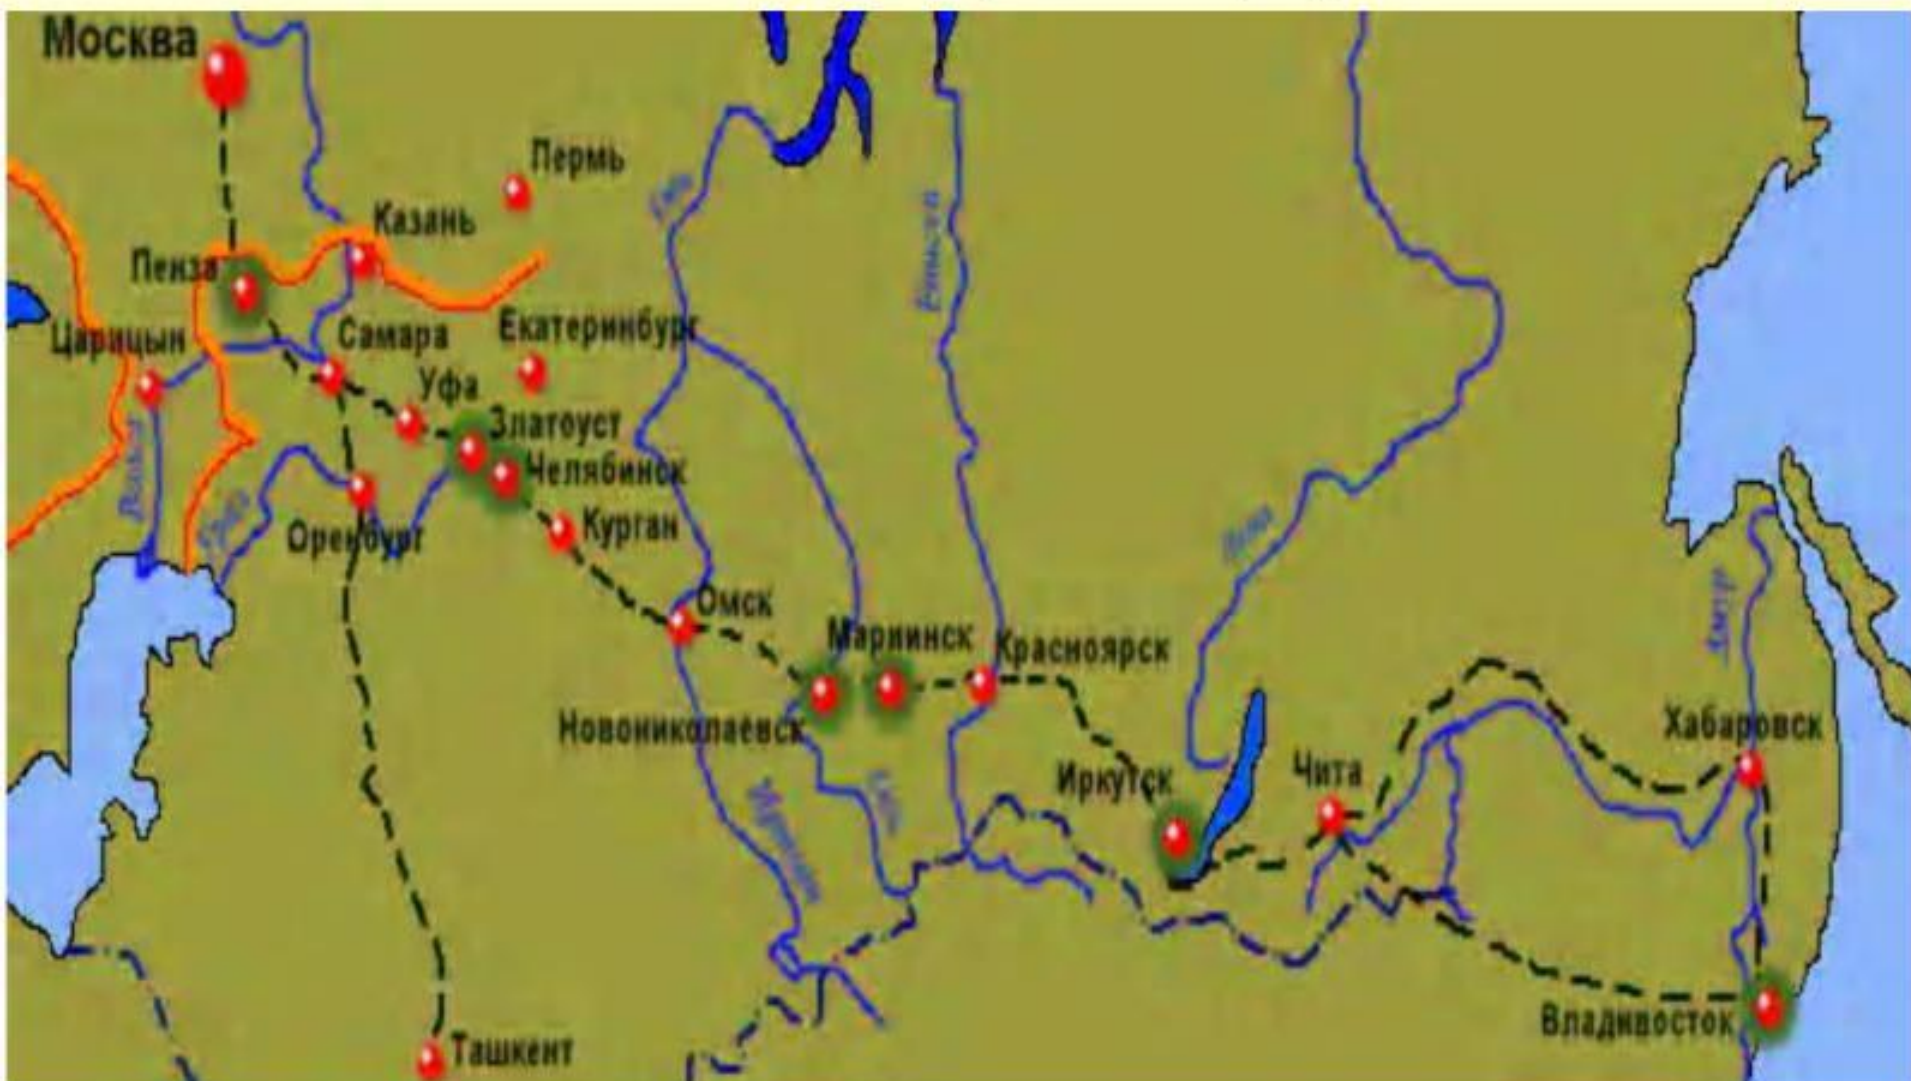 Москва
Пермь
Казань
Пенза
Царицын
Самара
Екатеринбург
Уфа
Златоуст
Челябинск
Курган
Оренбург
Омск
Мариинск
Красноярск
Новониколаевск
Иркутск
Чита
Хабаровск
Владивосток
Ташкент
Енисей
Лена
Амур
Волга
Урал
Иртыш